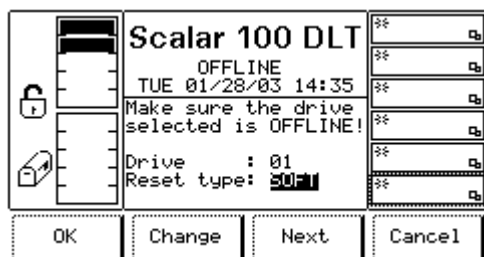 Scalar 100 DLT
OFFLINE
TUE 01/28/03 14:35
Make sure the drive
selected is OFFLINE!
Drive : 01
Reset type: SOFT
**
**
**
**
**
**
OK Change Next Cancel